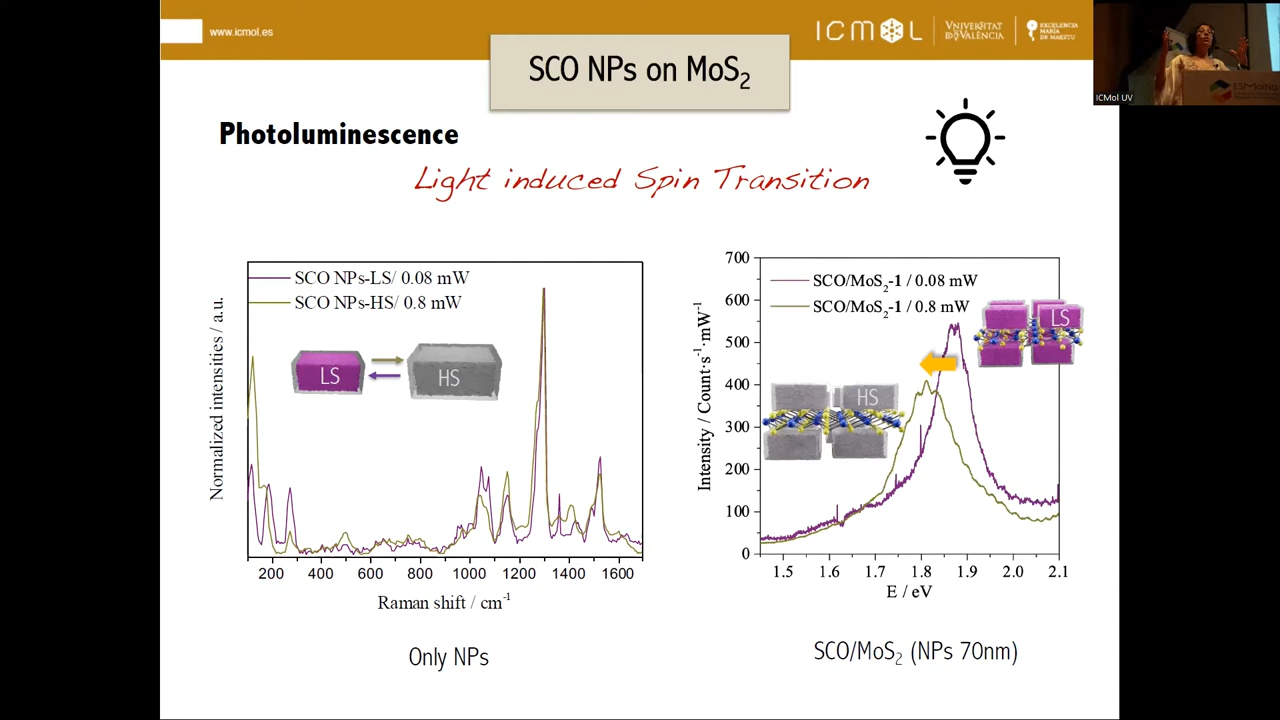 www.icmol.es
ICMOL
VNIVERSITAT
D VALÈNCIA
EXCELENCIA
MARÍA
DE MAEZTU
ICMol UV
SCO NPs on MoS2
Photoluminescence
Light induced Spin Transition
SCO NPs-LS/ 0.08 mW
SCO NPs-HS/ 0.8 mW
LS
HS
Normalized intensities / a.u.
200 400 600 800 1000 1200 1400 1600
Raman shift / cm-1
Only NPs
700
600
500
400
300
200
100
0
Intensity / Count·s-1·mW-1
SCO/MoS2-1 / 0.08 mW
SCO/MoS2-1 / 0.8 mW
LS
HS
1.5 1.6 1.7 1.8 1.9 2.0 2.1
E / eV
SCO/MoS2 (NPs 70nm)